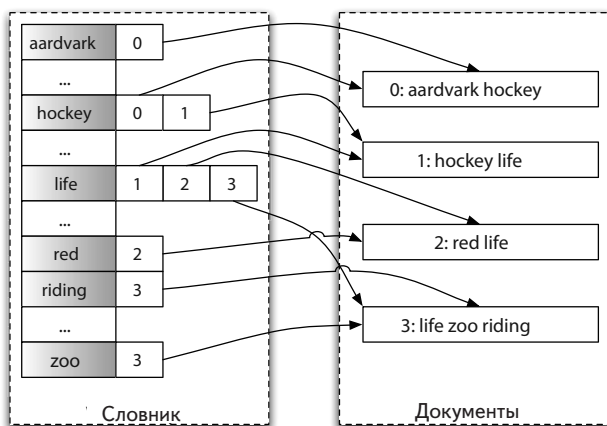 aardvark 0
...
hockey 0 1
...
life 1 2 3
...
red 2
riding 3
...
zoo 3
Словник
0: aardvark hockey
1: hockey life
2: red life
3: life zoo riding
Документы